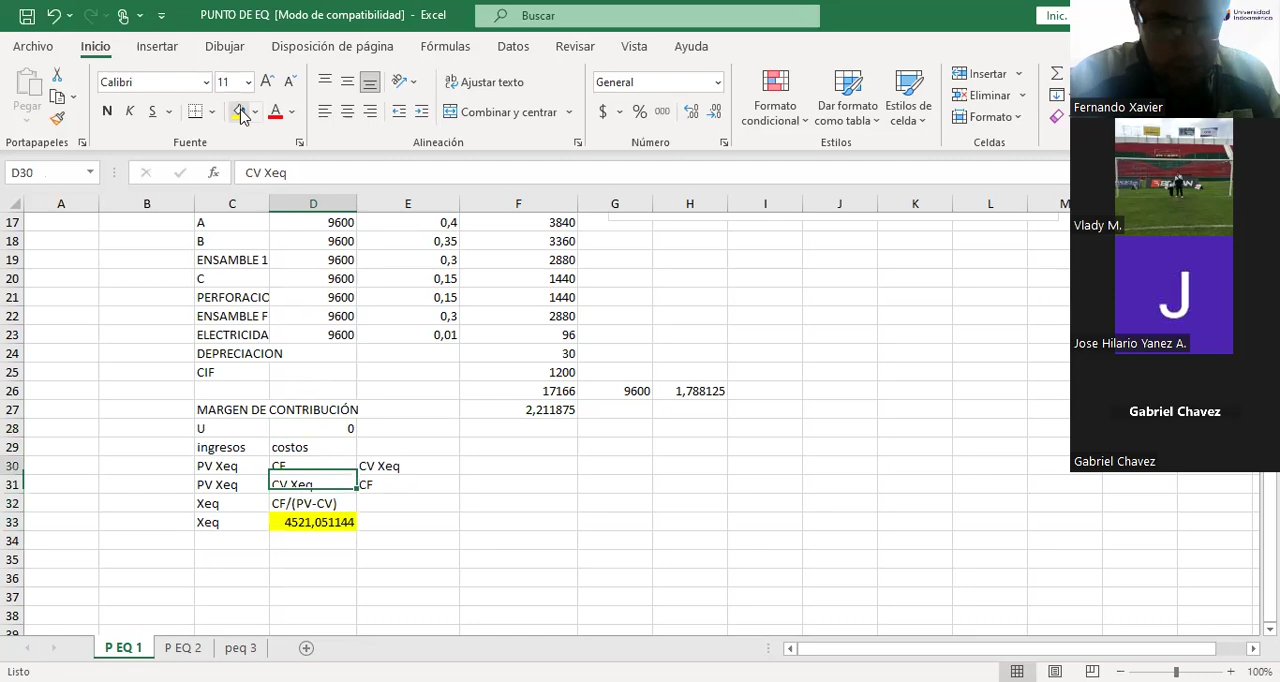 PUNTO DE EQ [Modo de compatibilidad] - Excel
Buscar
Inic.
Universidad
Indoamérica
Archivo Inicio Insertar Dibujar Disposición de página Fórmulas Datos Revisar Vista Ayuda
Pegar
Calibri 11
N K S
Ajustar texto
Combinar y centrar
General
$ % 000
Formato
condicional
Dar formato
como tabla
Estilos de
celda
Insertar
Eliminar
Formato
Portapapeles Fuente Alineación Número Estilos Celdas
D30 fx CV Xeq
A B C D E F G H I J K L M
17 A 9600 0,4 3840
18 B 9600 0,35 3360
19 ENSAMBLE 1 9600 0,3 2880
20 C 9600 0,15 1440
21 PERFORACIO 9600 0,15 1440
22 ENSAMBLE F 9600 0,3 2880
23 ELECTRICIDA 9600 0,01 96
24 DEPRECIACION 30
25 CIF 1200
26 17166 9600 1,788125
27 MARGEN DE CONTRIBUCIÓN 2,211875
28 U 0
29 ingresos costos
30 PV Xeq CF CV Xeq
31 PV Xeq CV Xeq CF
32 Xeq CF/(PV-CV)
33 Xeq 4521,051144
34
35
36
37
38
39
P EQ 1 P EQ 2 peq 3
Listo
100%
Fernando Xavier
Vlady M.
J
Jose Hilario Yanez A.
Gabriel Chavez
Gabriel Chavez